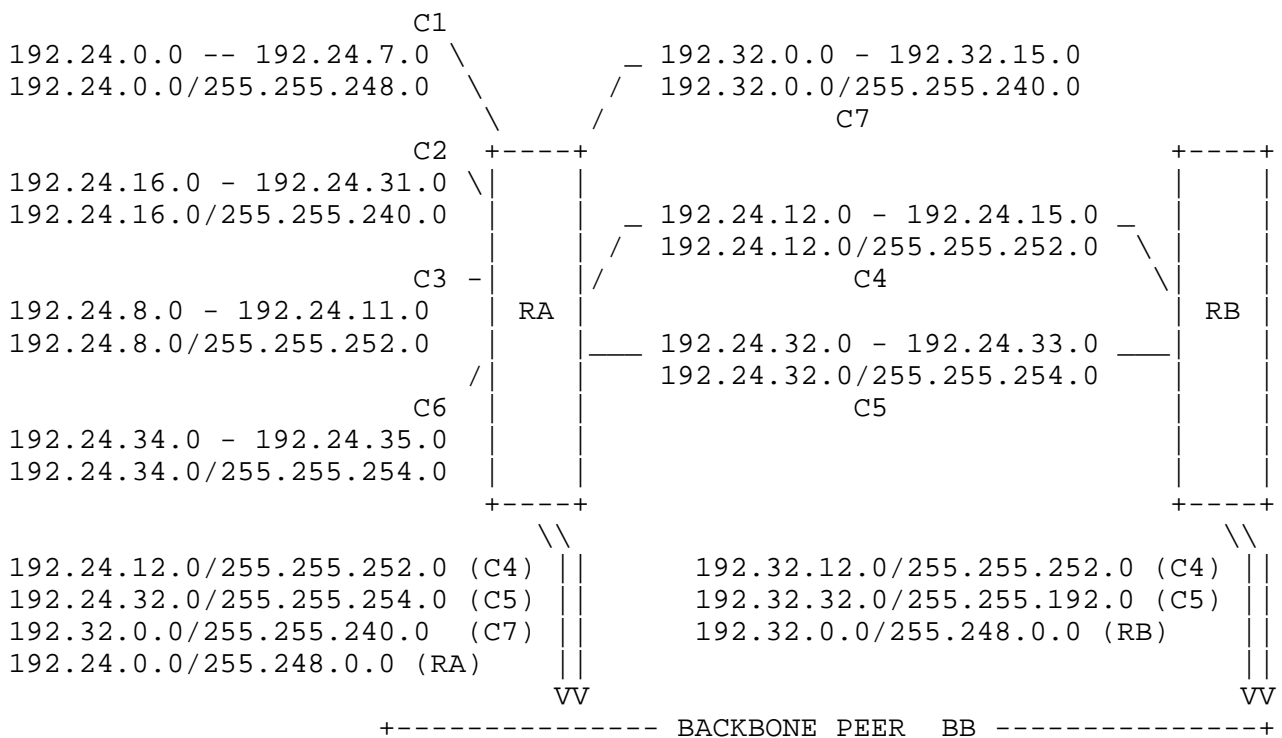 C1
192.24.0.0 -- 192.24.7.0 \ _ 192.32.0.0 - 192.32.15.0
192.24.0.0/255.255.248.0 \ / 192.32.0.0/255.255.240.0
\ / C7
C2 +----+ +----+
192.24.16.0 - 192.24.31.0 \| | | |
192.24.16.0/255.255.240.0 | | _ 192.24.12.0 - 192.24.15.0 _ | |
| | / 192.24.12.0/255.255.252.0 \ | |
C3 -| |/ C4 \| |
192.24.8.0 - 192.24.11.0 | RA | | RB |
192.24.8.0/255.255.252.0 | |___ 192.24.32.0 - 192.24.33.0 ___| |
/| | 192.24.32.0/255.255.254.0 | |
C6 | | C5 | |
192.24.34.0 - 192.24.35.0 | | | |
192.24.34.0/255.255.254.0 | | | |
+----+ +----+
\\ \\
192.24.12.0/255.255.252.0 (C4) || 192.32.12.0/255.255.252.0 (C4) ||
192.24.32.0/255.255.254.0 (C5) || 192.32.32.0/255.255.192.0 (C5) ||
192.32.0.0/255.255.240.0 (C7) || 192.32.0.0/255.248.0.0 (RB) ||
192.24.0.0/255.248.0.0 (RA) || ||
VV VV
+--------------- BACKBONE PEER BB ---------------+